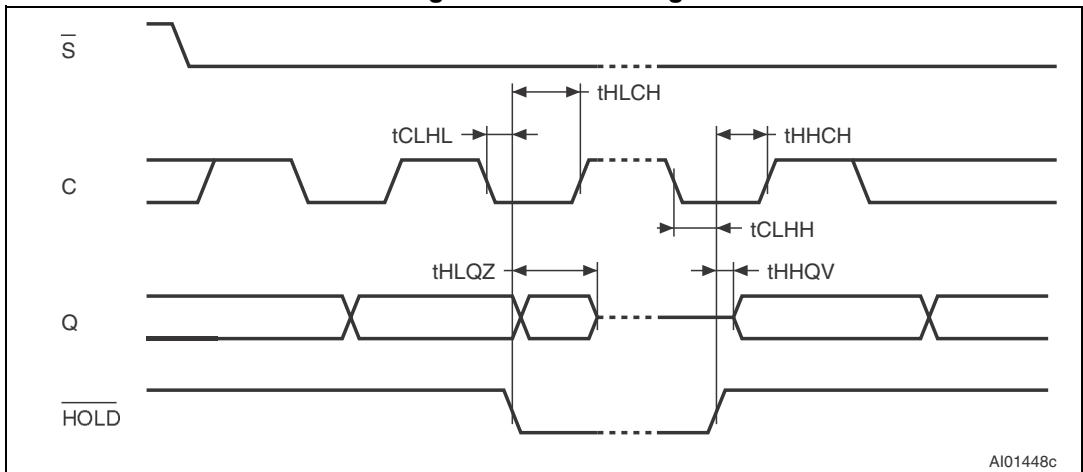 S
tHLCH
tCLHL
tHHCH
C
tCLHH
tHLQZ
tHHQV
Q
HOLD
AI01448c